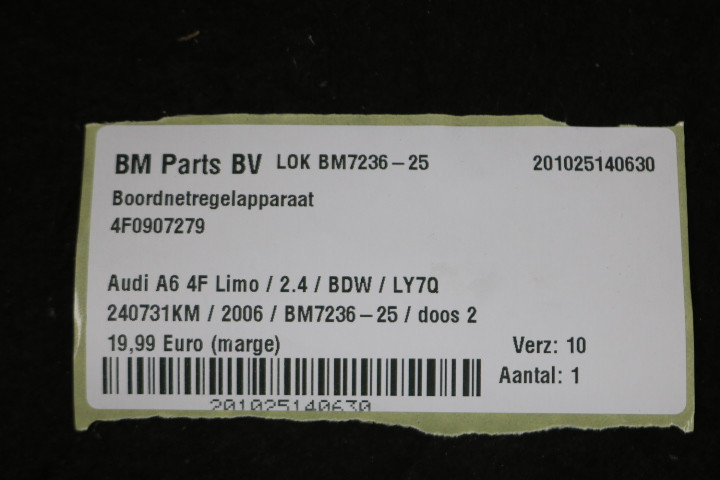 BM Parts BV LOK BM7236-25 201025140630
Boordnetregelapparaat
4F0907279
Audi A6 4F Limo / 2.4 / BDW / LY7Q
240731KM / 2006 / BM7236-25 / doos 2
19,99 Euro (marge) Verz: 10
Aantal: 1
201025140630